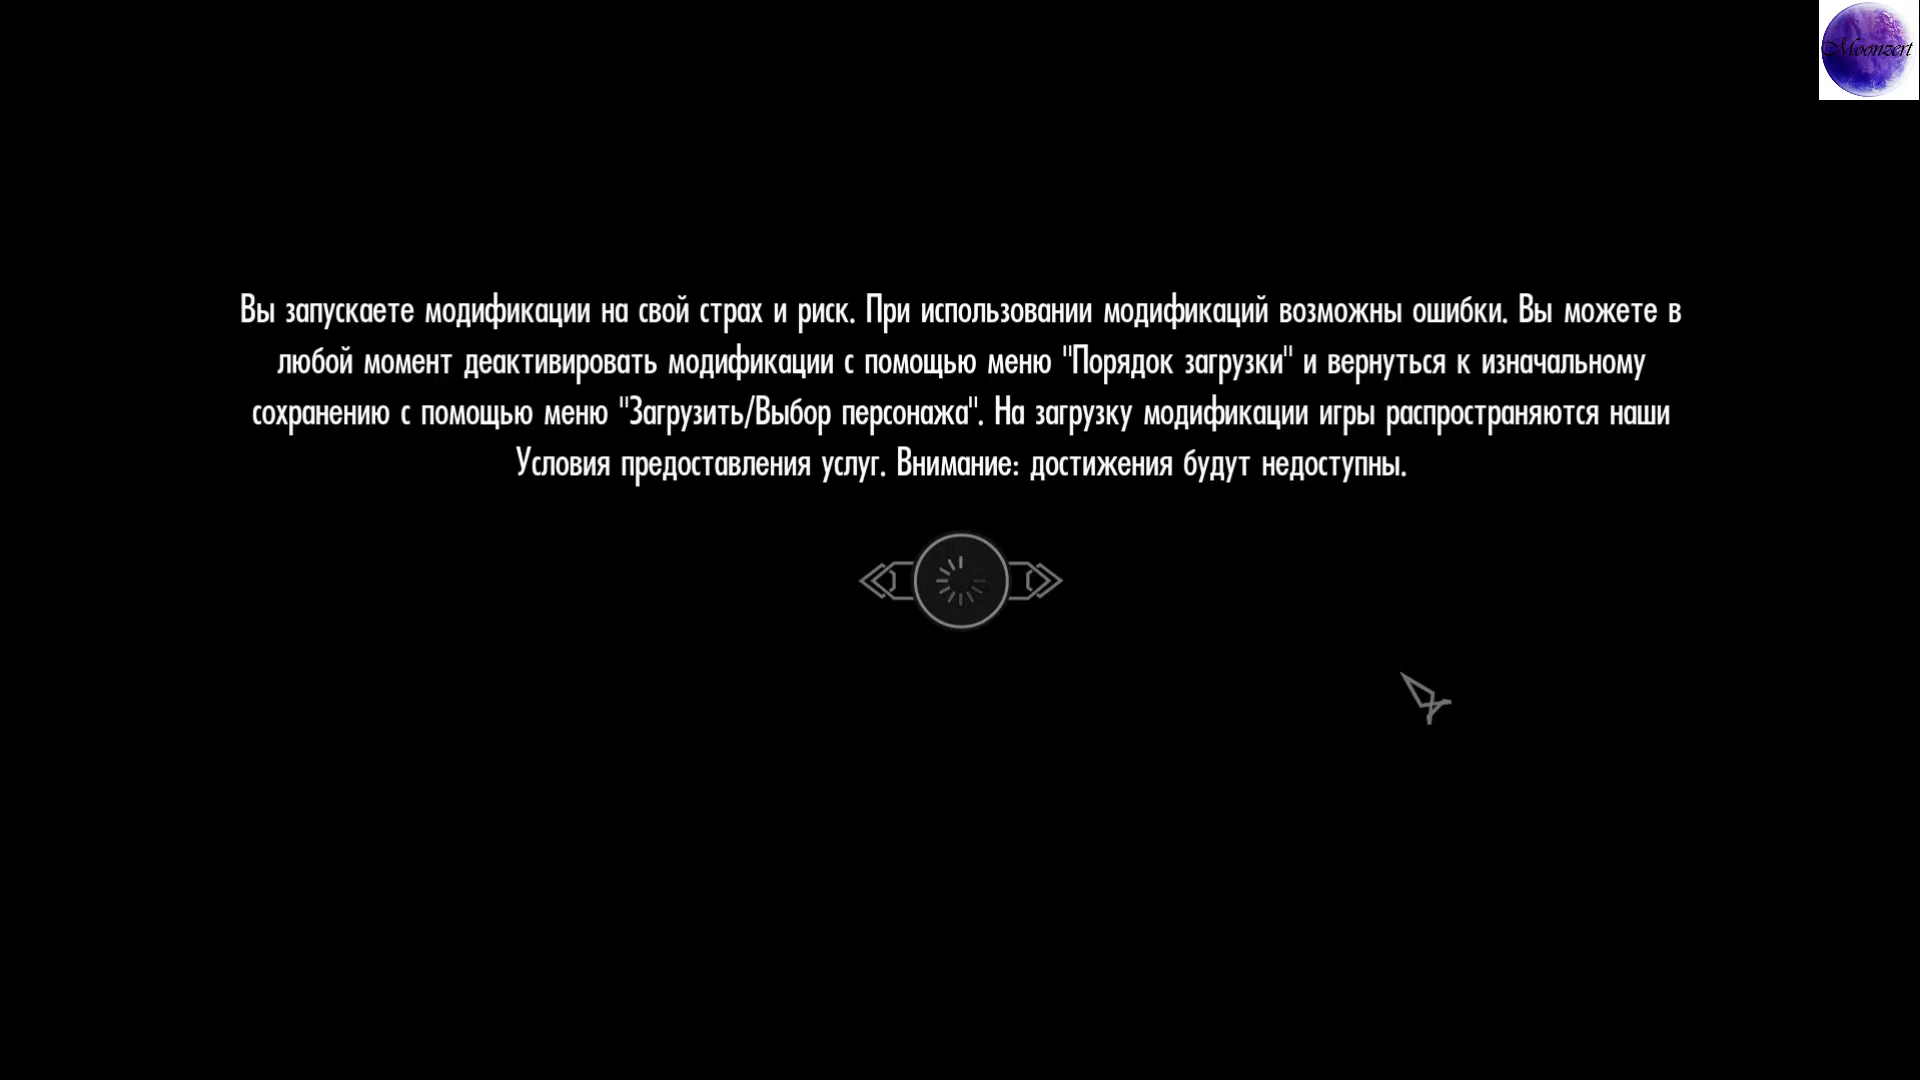 Moonzert
Вы запускаете модификации на свой страх и риск. При использовании модификаций возможны ошибки. Вы можете в
любой момент деактивировать модификации с помощью меню "Порядок загрузки" и вернуться к изначальному
сохранению с помощью меню "Загрузить/Выбор персонажа". На загрузку модификации игры распространяются наши
Условия предоставления услуг. Внимание: достижения будут недоступны.